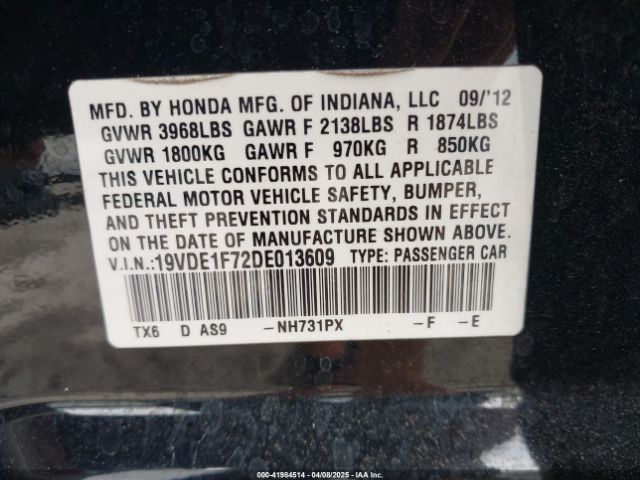 MFD. BY HONDA MFG. OF INDIANA, LLC 09/'12
GVWR 3968LBS GAWR F 2138LBS R 1874LBS
GVWR 1800KG GAWR F 970KG R 850KG
THIS VEHICLE CONFORMS TO ALL APPLICABLE
FEDERAL MOTOR VEHICLE SAFETY, BUMPER,
AND THEFT PREVENTION STANDARDS IN EFFECT
ON THE DATE OF MANUFACTURE SHOWN ABOVE.
V.I.N.:19VDE1F72DE013609 TYPE: PASSENGER CAR
TX6 D AS9 -NH731PX -F -E
000-41984514 - 04/08/2025 - IAA Inc.